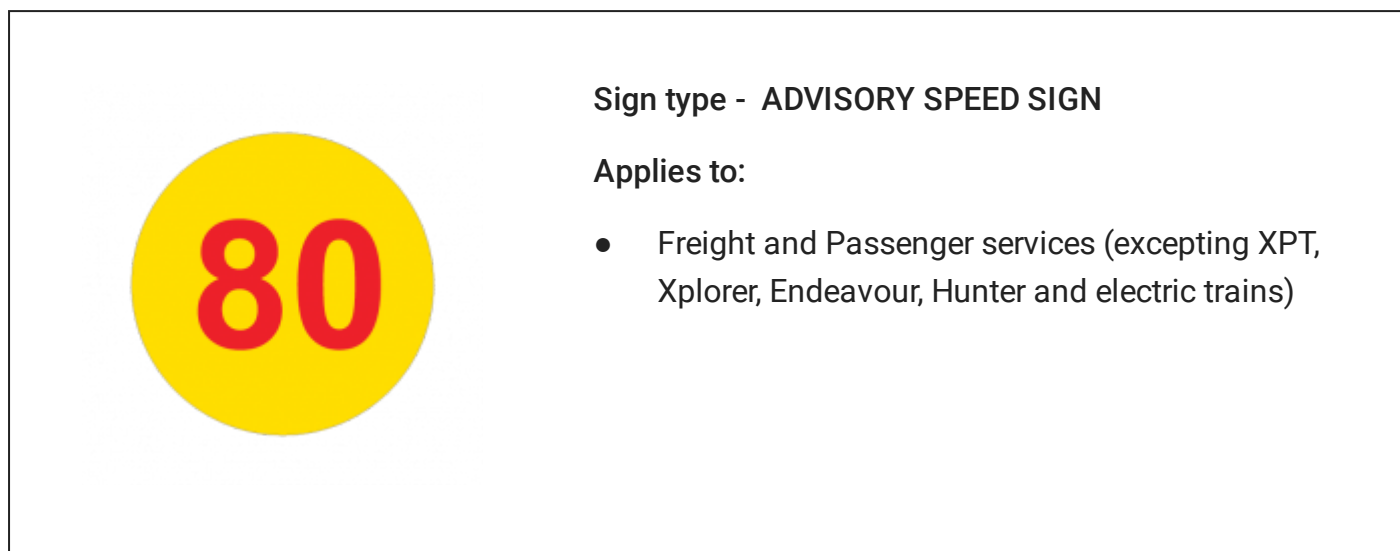 80
Sign type -  ADVISORY SPEED SIGN
Applies to:
● Freight and Passenger services (excepting XPT,
Xplorer, Endeavour, Hunter and electric trains)